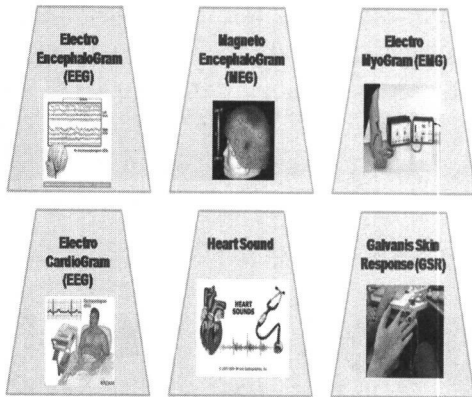 Electro
EncephaloGram
(EEG)
Magneto
EncephaloGram
(MEG)
Electro
MyoGram (EMG)
Electro
CardioGram
(EEG)
Heart Sound
HEART
SOUNDS
Galvanis Skin
Response (GSR)